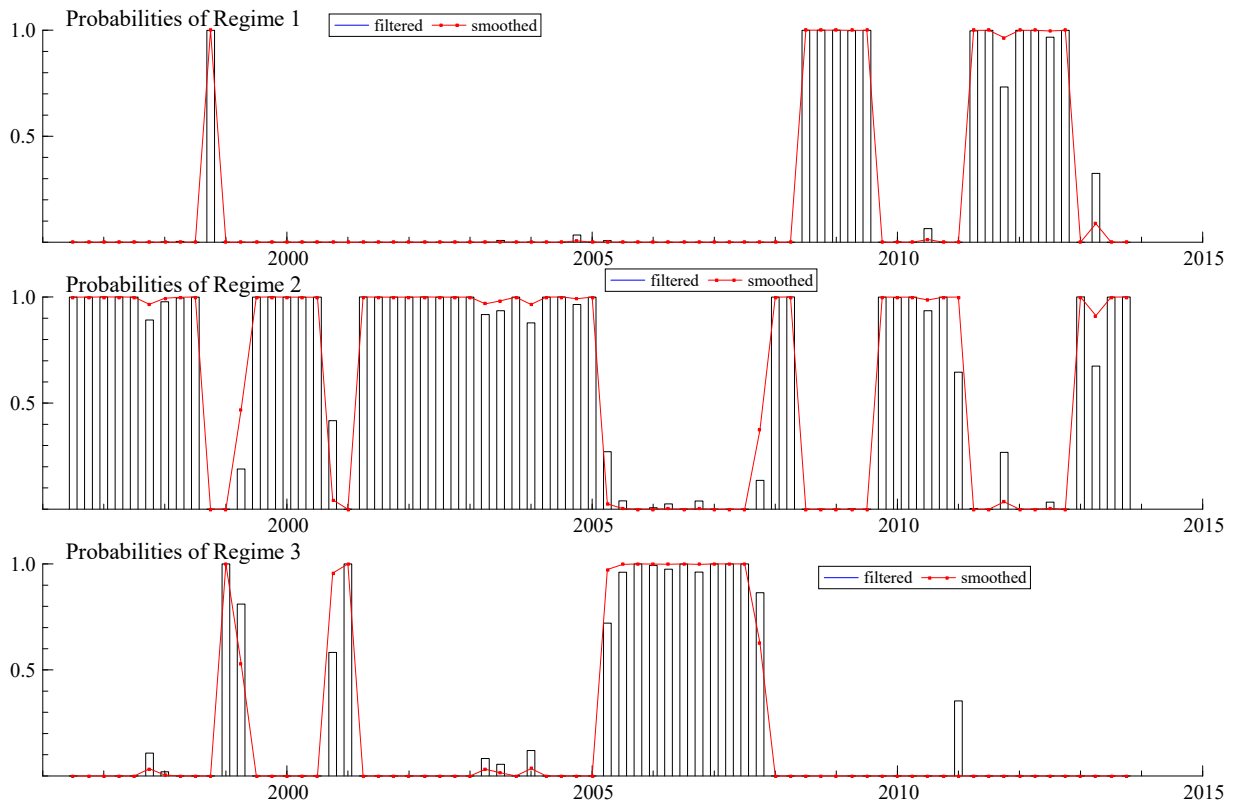 Probabilities of Regime 1
filtered smoothed
1.0
0.5
2000 2005 2010 2015
Probabilities of Regime 2
filtered smoothed
1.0
0.5
2000 2005 2010 2015
Probabilities of Regime 3
filtered smoothed
1.0
0.5
2000 2005 2010 2015